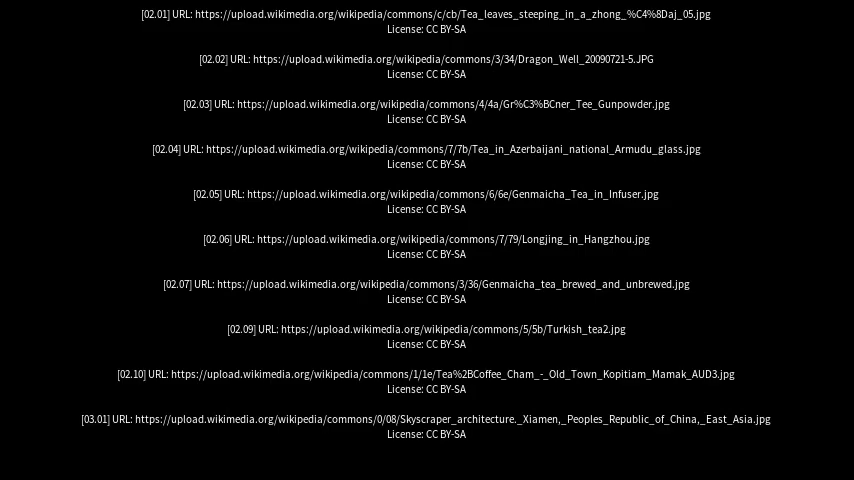 [02.01] URL: https://upload.wikimedia.org/wikipedia/commons/c/cb/Tea_leaves_steeping_in_a_zhong_%C4%8Daj_05.jpg
License: CC BY-SA
[02.02] URL: https://upload.wikimedia.org/wikipedia/commons/3/34/Dragon_Well_20090721-5.JPG
License: CC BY-SA
[02.03] URL: https://upload.wikimedia.org/wikipedia/commons/4/4a/Gr%C3%BCner_Tee_Gunpowder.jpg
License: CC BY-SA
[02.04] URL: https://upload.wikimedia.org/wikipedia/commons/7/7b/Tea_in_Azerbaijani_national_Armudu_glass.jpg
License: CC BY-SA
[02.05] URL: https://upload.wikimedia.org/wikipedia/commons/6/6e/Genmaicha_Tea_in_Infuser.jpg
License: CC BY-SA
[02.06] URL: https://upload.wikimedia.org/wikipedia/commons/7/79/Longjing_in_Hangzhou.jpg
License: CC BY-SA
[02.07] URL: https://upload.wikimedia.org/wikipedia/commons/3/36/Genmaicha_tea_brewed_and_unbrewed.jpg
License: CC BY-SA
[02.09] URL: https://upload.wikimedia.org/wikipedia/commons/5/5b/Turkish_tea2.jpg
License: CC BY-SA
[02.10] URL: https://upload.wikimedia.org/wikipedia/commons/1/1e/Tea%2BCoffee_Cham_-_Old_Town_Kopitiam_Mamak_AUD3.jpg
License: CC BY-SA
[03.01] URL: https://upload.wikimedia.org/wikipedia/commons/0/08/Skyscraper_architecture._Xiamen,_Peoples_Republic_of_China,_East_Asia.jpg
License: CC BY-SA